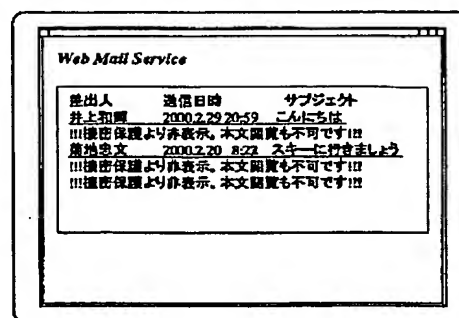 Web Mail Service
差出人 送信日時 サブジェクト
井上和 2000.2.29 20:59 こんにちは
!!!機密保護より非表示。本文閲覧も不可です!!!
菊地忠文 2000.2.20 8:22 スキーに行きましょう
!!!機密保護より非表示。本文閲覧も不可です!!!
!!!機密保護より非表示。本文閲覧も不可です!!!